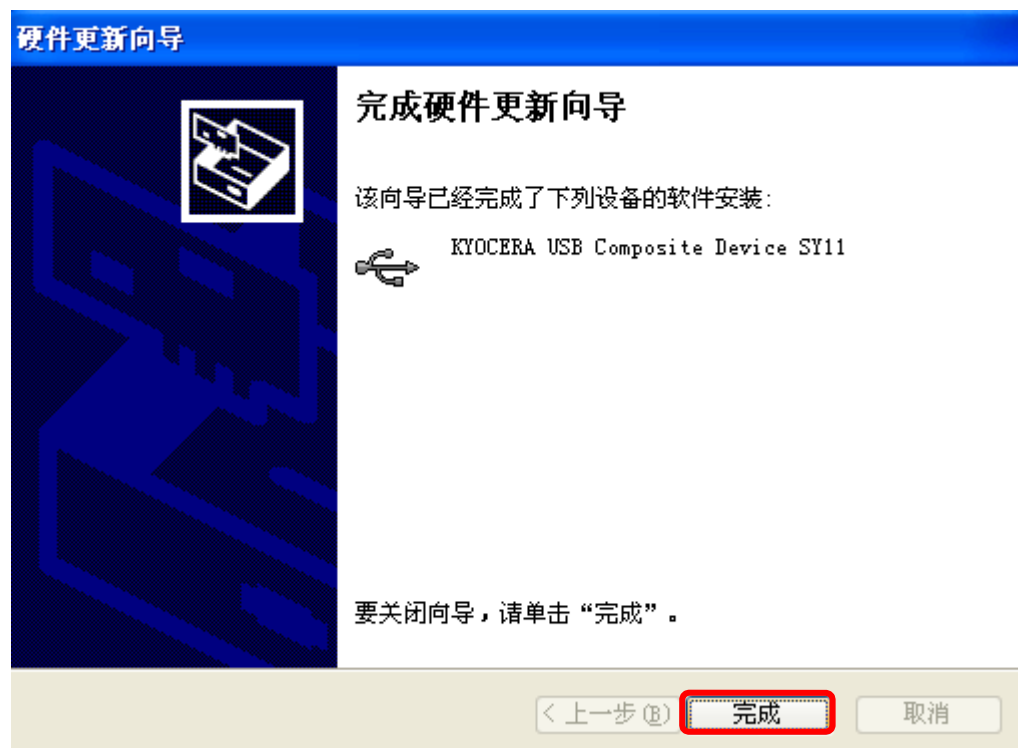 硬件更新向导
完成硬件更新向导
该向导已经完成了下列设备的软件安装:
KYOCERA USB Composite Device SY11
要关闭向导，请单击“完成”。
< 上一步(B)
完成
取消